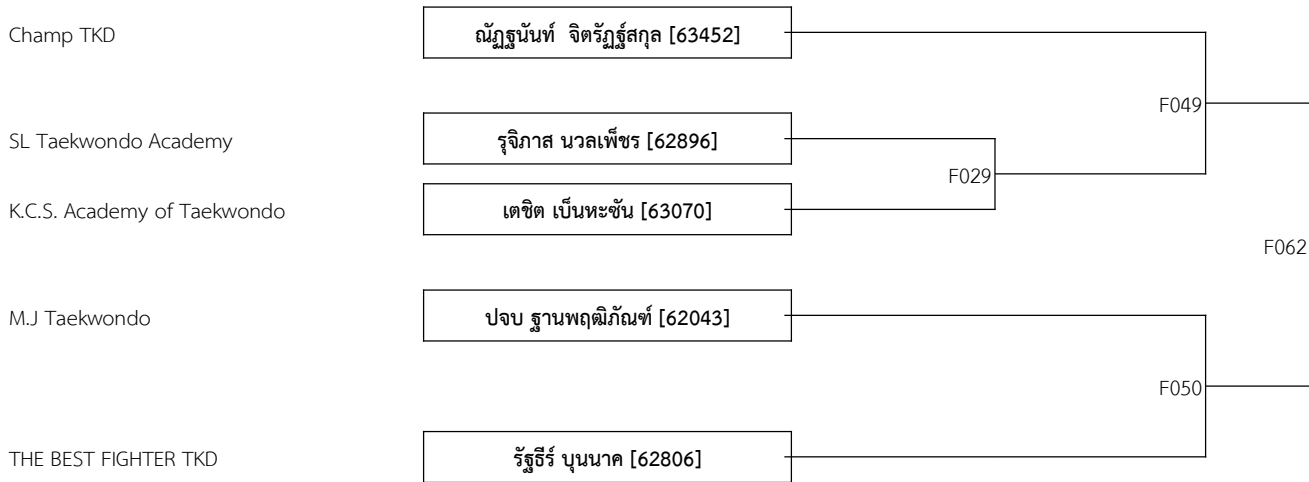 Champ TKD ณัฏฐนันท์ จิตรัฏฐ์สกุล [63452]
F049
SL Taekwondo Academy รุจิภาส นวลเพ็ชร [62896]
F029
K.C.S. Academy of Taekwondo เตชิต เบ็นหะซัน [63070]
F062
M.J Taekwondo ปจบ ฐานพฤฒิภัณฑ์ [62043]
F050
THE BEST FIGHTER TKD รัฐธีร์ บุนนาค [62806]